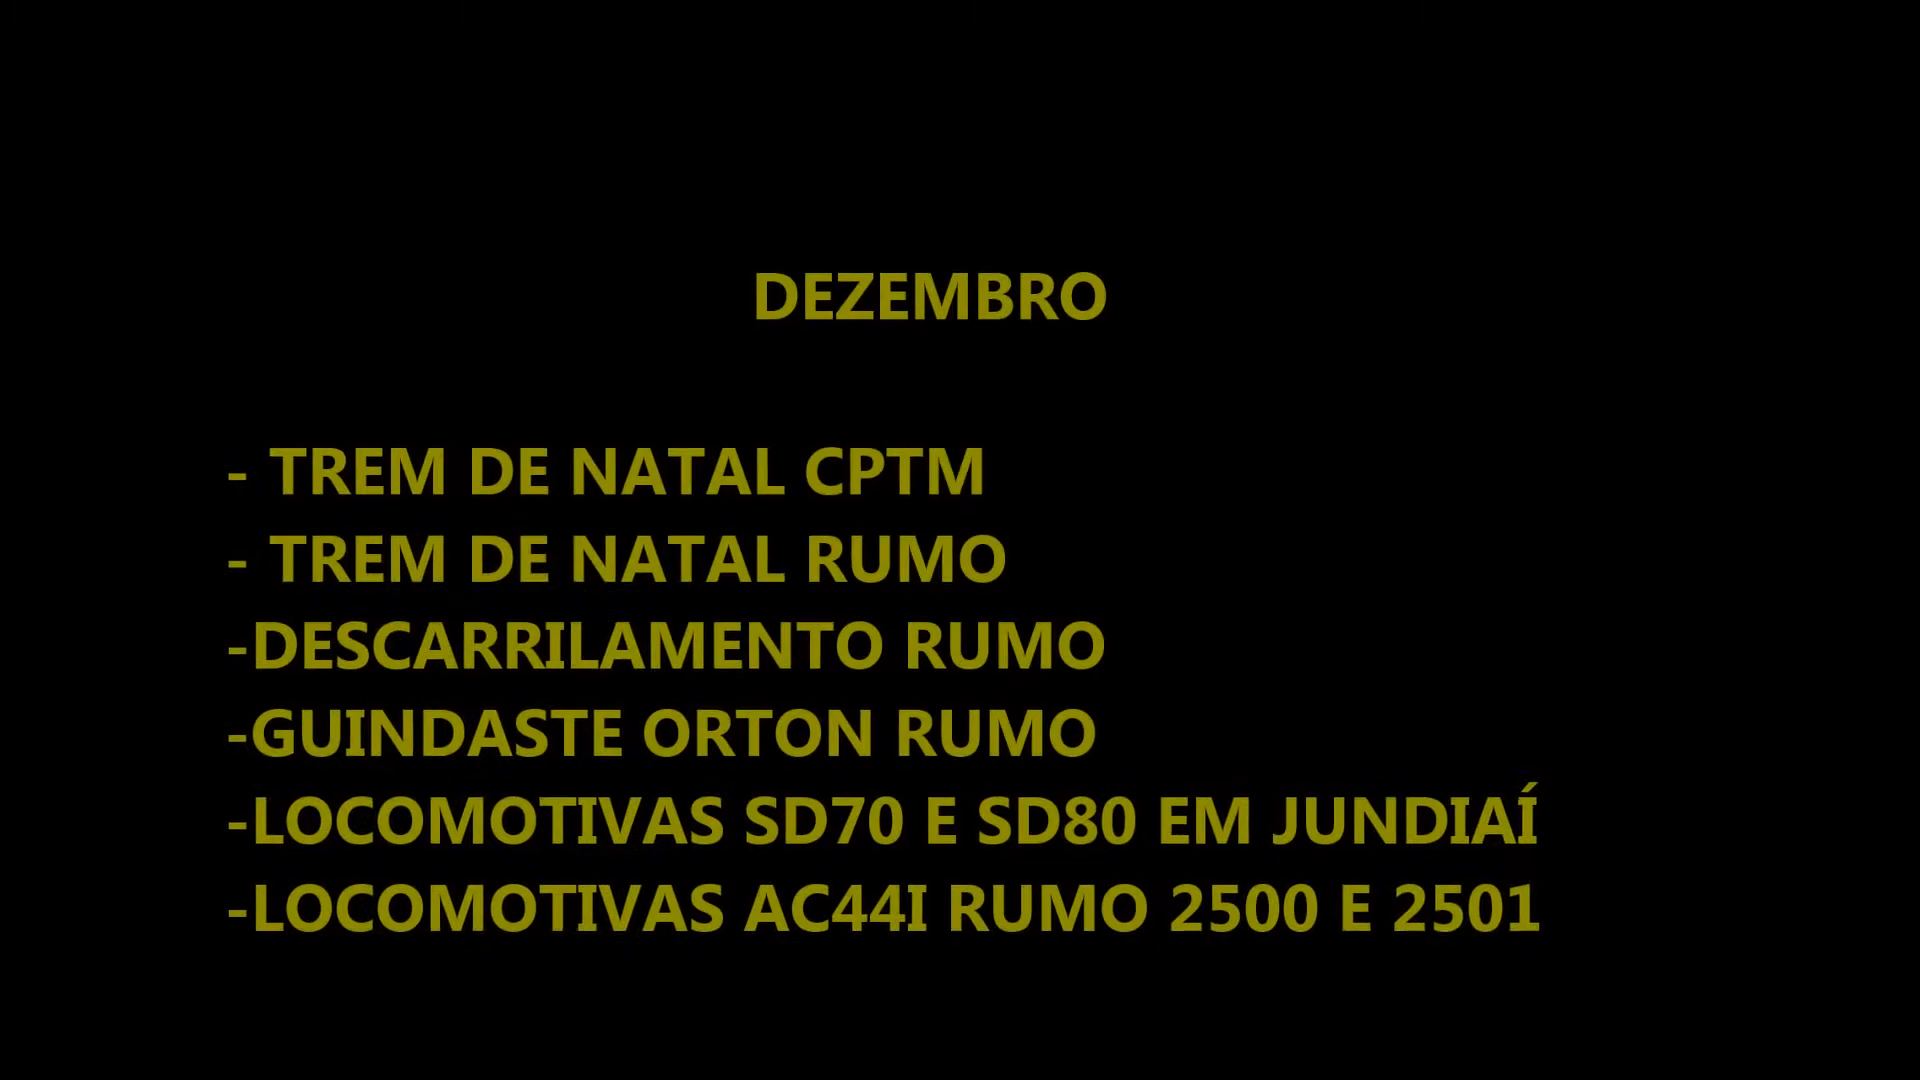 DEZEMBRO
- TREM DE NATAL CPTM
- TREM DE NATAL RUMO
-DESCARRILAMENTO RUMO
-GUINDASTE ORTON RUMO
-LOCOMOTIVAS SD70 E SD80 EM JUNDIAÍ
-LOCOMOTIVAS AC44I RUMO 2500 E 2501